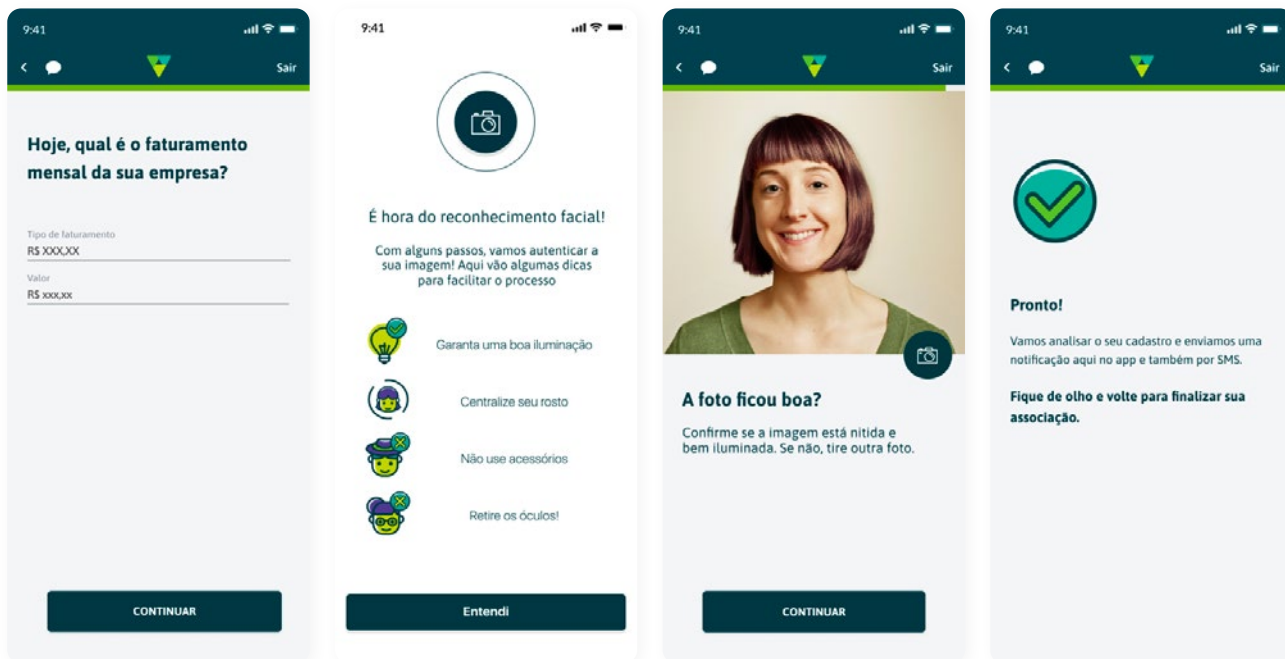 9:41
Sair
Hoje, qual é o faturamento
mensal da sua empresa?
Tipo de faturamento
R$ XXX,XX
Valor
R$ xxx,xx
CONTINUAR
9:41
É hora do reconhecimento facial!
Com alguns passos, vamos autenticar a
sua imagem! Aqui vão algumas dicas
para facilitar o processo
Garanta uma boa iluminação
Centralize seu rosto
Não use acessórios
Retire os óculos!
Entendi
9:41
Sair
A foto ficou boa?
Confirme se a imagem está nitida e
bem iluminada. Se não, tire outra foto.
CONTINUAR
9:41
Sair
Pronto!
Vamos analisar o seu cadastro e enviamos uma
notificação aqui no app e também por SMS.
Fique de olho e volte para finalizar sua
associação.